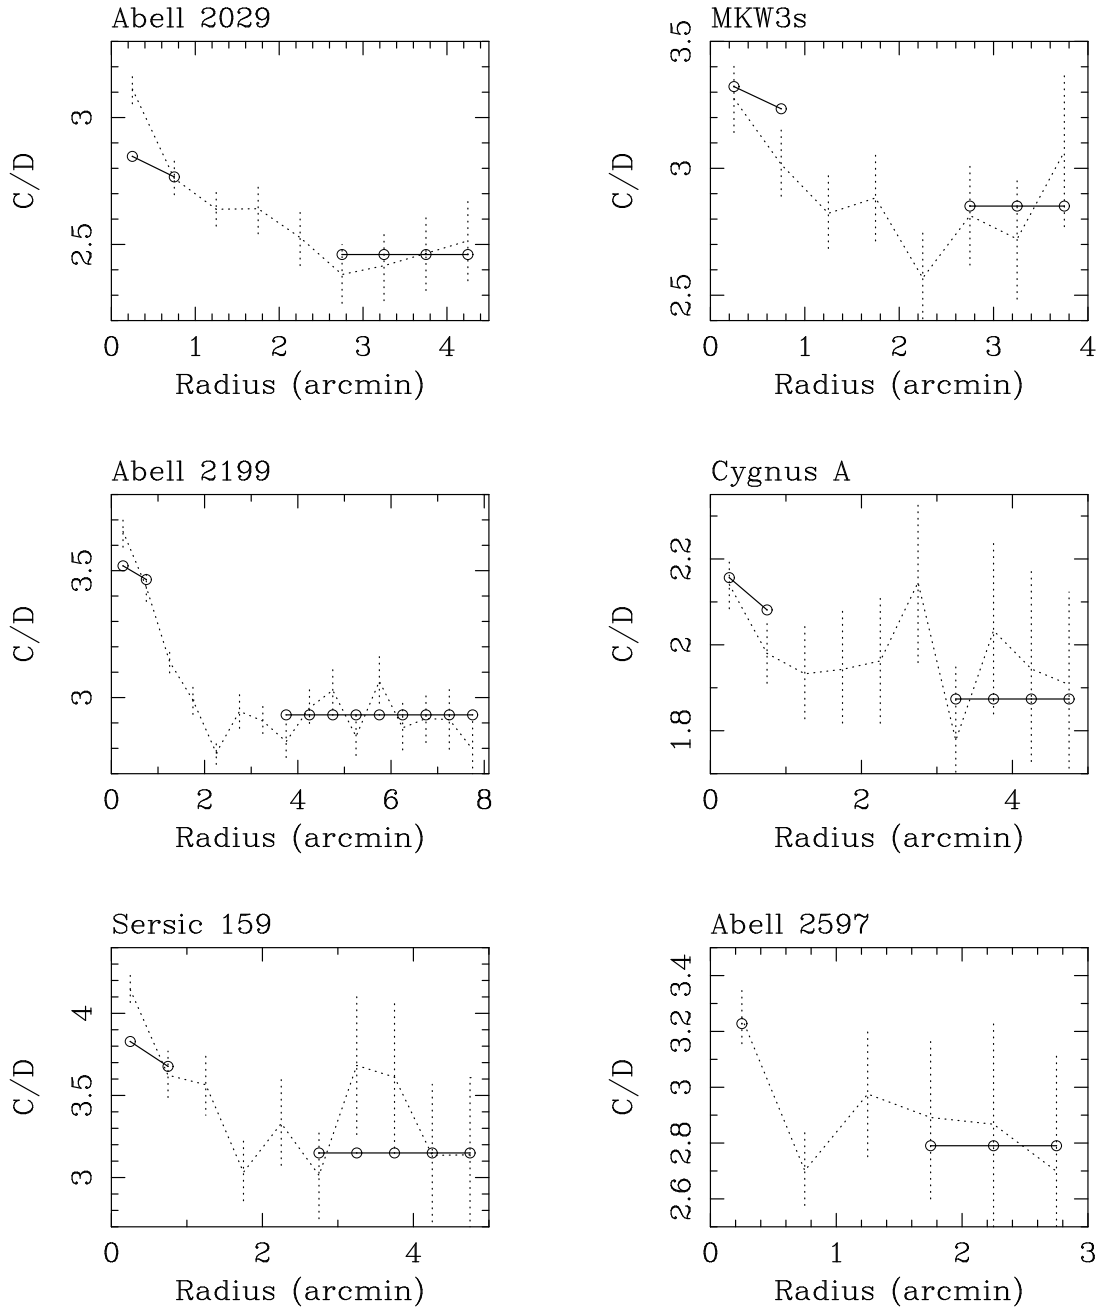 Abell 2029
3
2.5
C/D
0 1 2 3 4
Radius (arcmin)
MKW3s
3.5
3
2.5
C/D
0 1 2 3 4
Radius (arcmin)
Abell 2199
3.5
3
C/D
0 2 4 6 8
Radius (arcmin)
Cygnus A
2.2
2
1.8
C/D
0 2 4
Radius (arcmin)
Sersic 159
4
3.5
3
C/D
0 2 4
Radius (arcmin)
Abell 2597
3.4
3.2
3
2.8
2.6
C/D
0 1 2 3
Radius (arcmin)